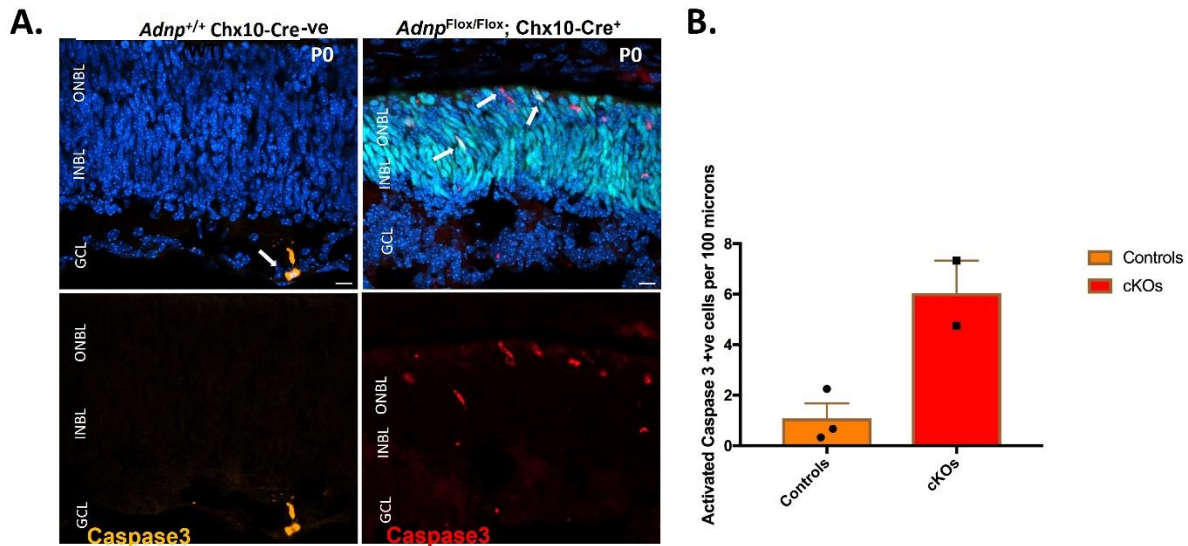 A.
Adnp+/+ Chx10-Cre-ve
AdnpFlox/Flox; Chx10-Cre+
P0
P0
ONBL
INBL
GCL
ONBL
INBL
GCL
ONBL
INBL
GCL
Caspase3
ONBL
INBL
GCL
Caspase3
B.
Activated Caspase 3 +ve cells per 100 microns
8
6
4
2
0
Controls
cKOs
Controls
cKOs